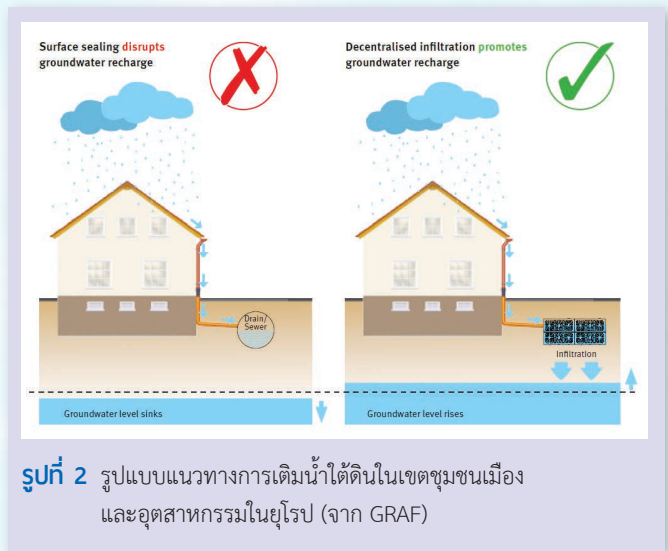 Surface sealing disrupts
groundwater recharge
Decentralised infiltration promotes
groundwater recharge
Drain/
Sewer
Infiltration
Groundwater level sinks
Groundwater level rises
รูปที่ 2 รูปแบบแนวทางการเติมน้ำใต้ดินในเขตชุมชนเมือง
และอุตสาหกรรมในยุโรป (จาก GRAF)